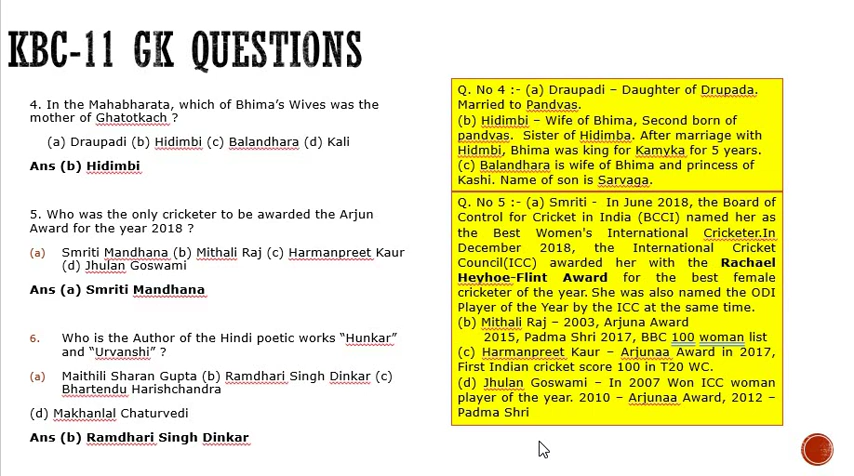 KBC-11 GK QUESTIONS
4. In the Mahabharata, which of Bhima's Wives was the
mother of Ghatotkach ?
(a) Draupadi (b) Hidimbi (c) Balandhara (d) Kali
Ans (b) Hidimbi
5. Who was the only cricketer to be awarded the Arjun
Award for the year 2018 ?
(a) Smriti Mandhana (b) Mithali Raj (c) Harmanpreet Kaur
(d) Jhulan Goswami
Ans (a) Smriti Mandhana
6. Who is the Author of the Hindi poetic works “Hunkar”
and “Urvanshi” ?
(a) Maithili Sharan Gupta (b) Ramdhari Singh Dinkar (c)
Bhartendu Harishchandra
(d) Makhanlal Chaturvedi
Ans (b) Ramdhari Singh Dinkar
Q. No 4 :- (a) Draupadi – Daughter of Drupada.
Married to Pandvas.
(b) Hidimbi – Wife of Bhima, Second born of
pandvas. Sister of Hidimba. After marriage with
Hidmbi, Bhima was king for Kamyka for 5 years.
(c) Balandhara is wife of Bhima and princess of
Kashi. Name of son is Sarvaga.
Q. No 5 :- (a) Smriti - In June 2018, the Board of
Control for Cricket in India (BCCI) named her as
the Best Women's International Cricketer.In
December 2018, the International Cricket
Council(ICC) awarded her with the Rachael
Heyhoe-Flint Award for the best female
cricketer of the year. She was also named the ODI
Player of the Year by the ICC at the same time.
(b) Mithali Raj – 2003, Arjuna Award
2015, Padma Shri 2017, BBC 100 woman list
(c) Harmanpreet Kaur – Arjunaa Award in 2017,
First Indian cricket score 100 in T20 WC.
(d) Jhulan Goswami – In 2007 Won ICC woman
player of the year. 2010 – Arjunaa Award, 2012 –
Padma Shri